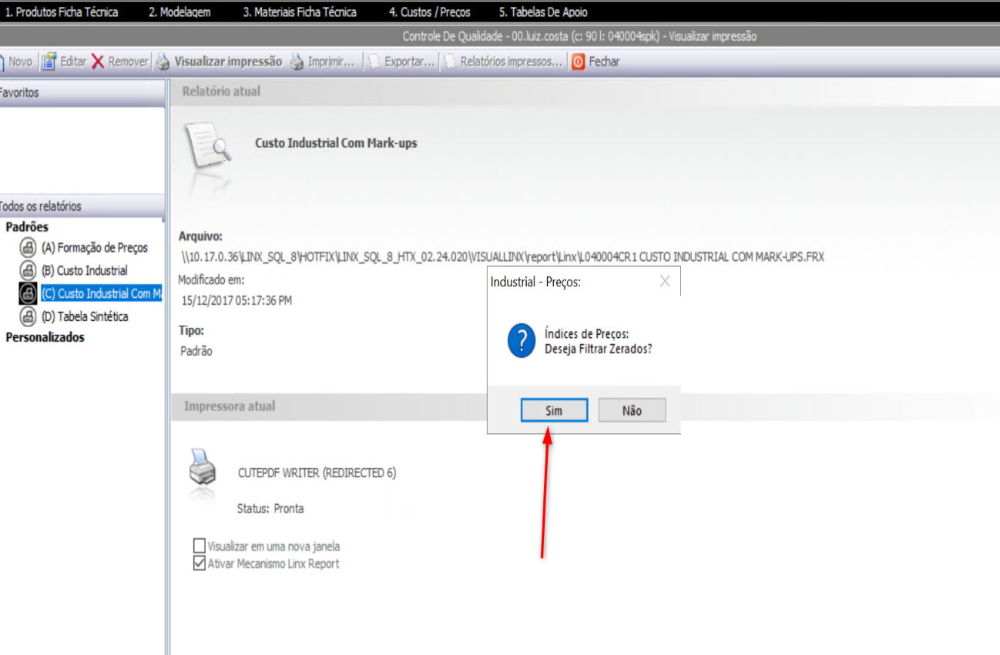 1. Produtos Ficha Técnica 2. Modelagem 3. Materiais Ficha Técnica 4. Custos / Preços 5. Tabelas De Apoio
Controle De Qualidade - 00.luiz.costa (c: 90 l: 040004spk) - Visualizar impressão
Novo Editar Remover Visualizar impressão Imprimir... Exportar... Relatórios impressos... Fechar
Favoritos
Todos os relatórios
Padrões
(A) Formação de Preços
(B) Custo Industrial
(C) Custo Industrial Com Ma
(D) Tabela Sintética
Personalizados
Relatório atual
Custo Industrial Com Mark-ups
Arquivo:
\\10.17.0.36\LINX_SQL_8\HOTFIX\LINX_SQL_8_HTX_02.24.020\VISUALLINX\report\Linx\L040004CR1 CUSTO INDUSTRIAL COM MARK-UPS.FRX
Modificado em:
15/12/2017 05:17:36 PM
Tipo:
Padrão
Industrial - Preços:
Índices de Preços:
Deseja Filtrar Zerados?
Sim Não
Impressora atual
CUTEPDF WRITER (REDIRECTED 6)
Status: Pronta
Visualizar em uma nova janela
Ativar Mecanismo Linx Report